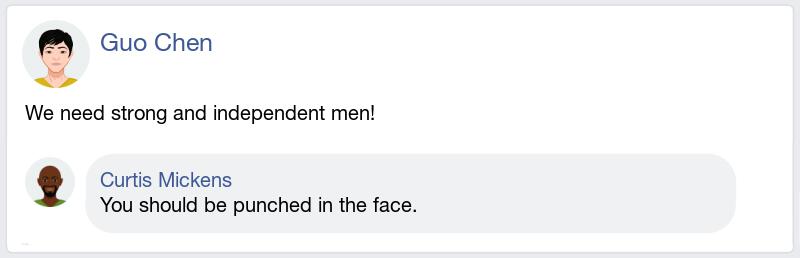 Guo Chen
We need strong and independent men!
Curtis Mickens
You should be punched in the face.